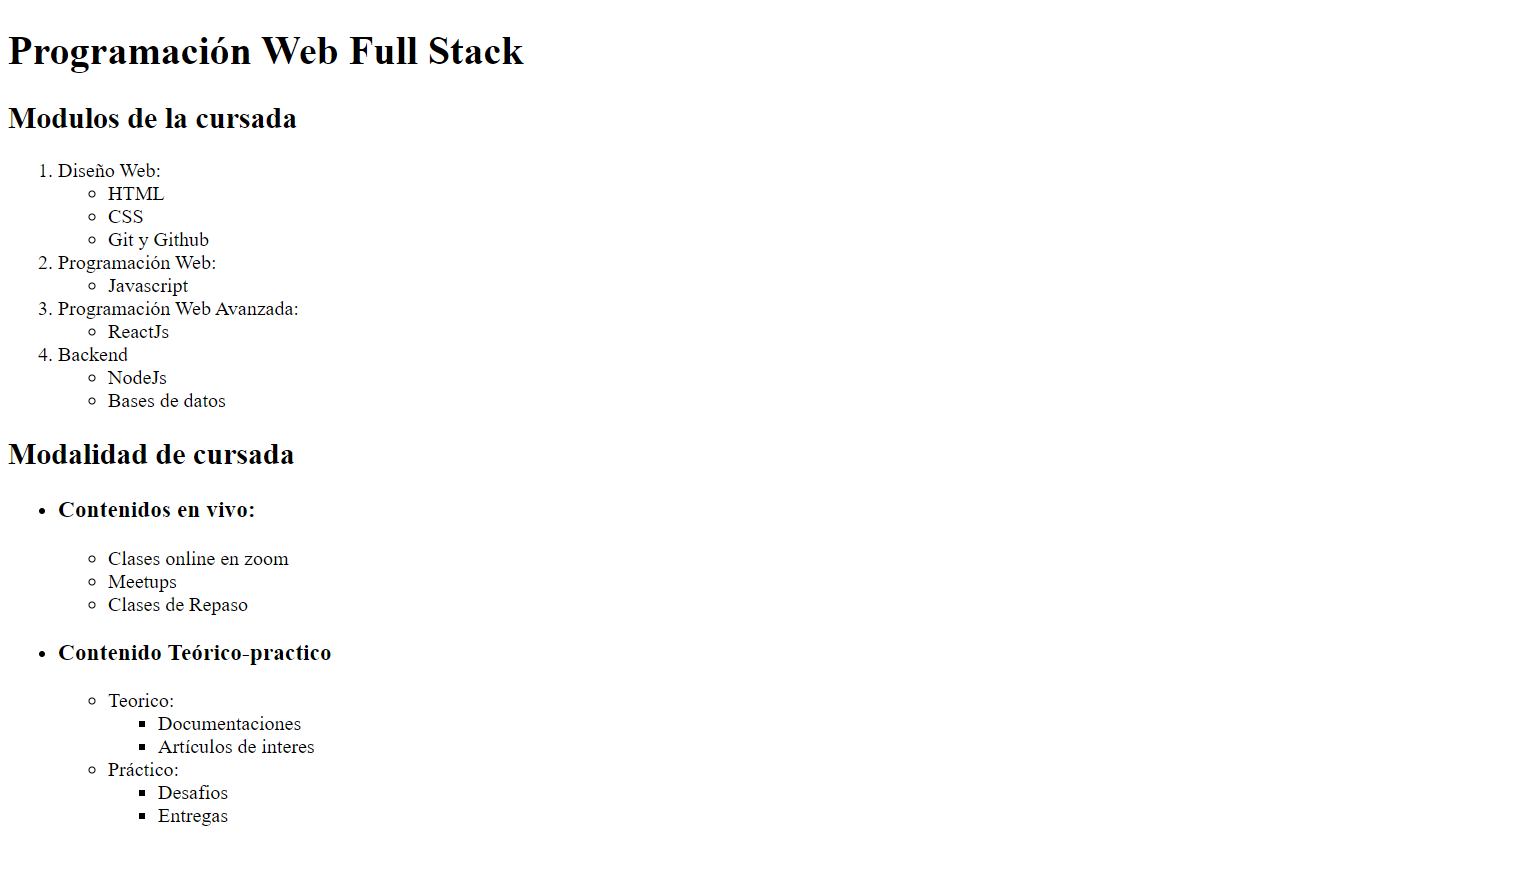 Programación Web Full Stack
Modulos de la cursada
1. Diseño Web:
HTML
CSS
Git y Github
2. Programación Web:
Javascript
3. Programación Web Avanzada:
ReactJs
4. Backend
NodeJs
Bases de datos
Modalidad de cursada
Contenidos en vivo:
Clases online en zoom
Meetups
Clases de Repaso
Contenido Teórico-practico
Teorico:
Documentaciones
Artículos de interes
Práctico:
Desafios
Entregas